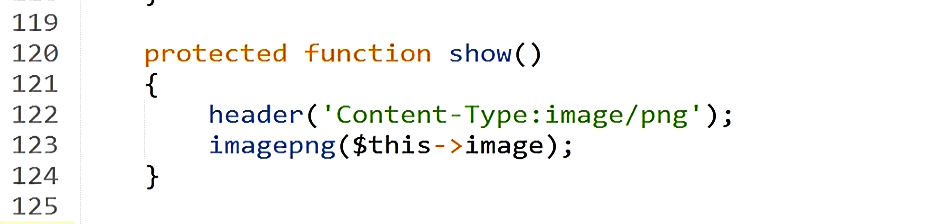 119
120 protected function show()
121 {
122 header('Content-Type:image/png');
123 imagepng($this->image);
124 }
125